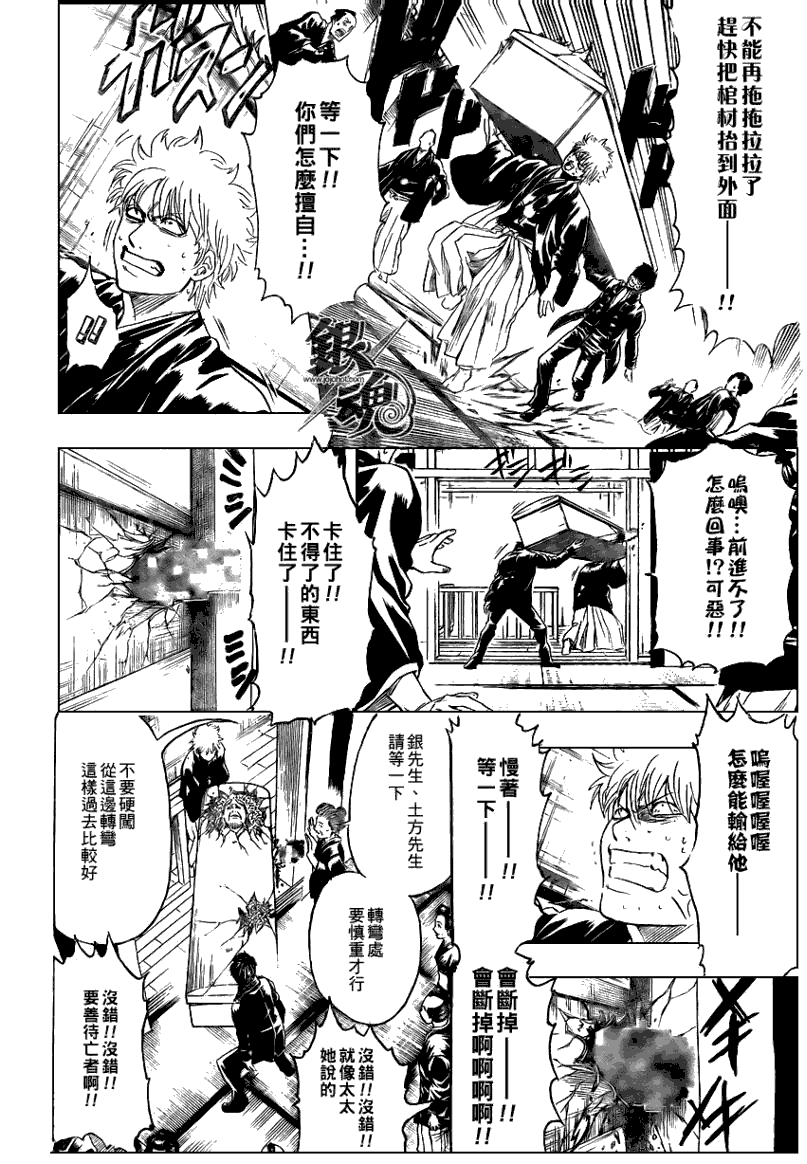 不能再拖拖拉拉了
趕快把棺材抬到外面——!!
等一下!!
你們怎麼擅自…!!
!!
銀魂
www.jojohot.com
嗚噢…前進不了!!
怎麼回事!?可惡!!
卡住了!!
不得了的東西
卡住了——!!
嗚喔喔喔喔
怎麼能輸給他——
慢著——!!
等一下——!!
會斷掉——!!
會斷掉啊啊啊啊!!
銀先生、土方先生
請等一下
轉彎處
要慎重才行
不要硬闖
從這邊轉彎
這樣過去比較好
沒錯!!沒錯!!
就像太太
她說的
沒錯!!沒錯!!
要善待亡者啊!!